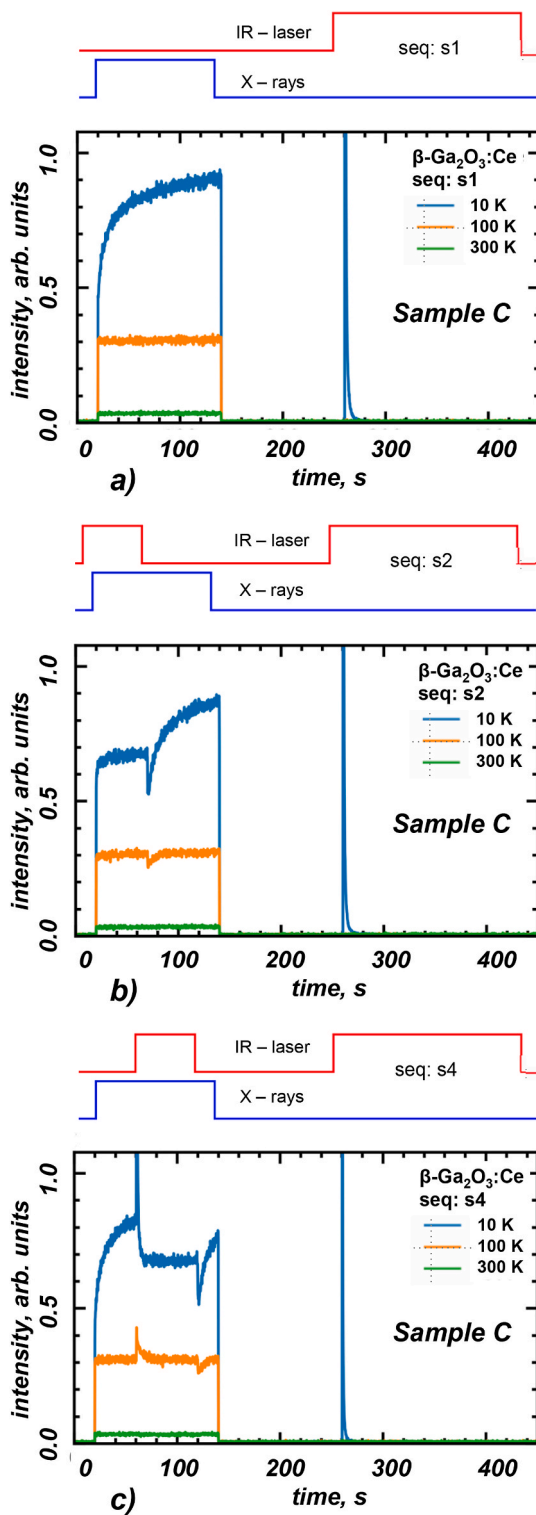 IR – laser
seq: s1
X – rays
β-Ga₂O₃:Ce
seq: s1
10 K
100 K
300 K
Sample C
intensity, arb. units
0.0
0.5
1.0
0 100 200 300 400
time, s
a)
IR – laser
seq: s2
X – rays
β-Ga₂O₃:Ce
seq: s2
10 K
100 K
300 K
Sample C
intensity, arb. units
0.0
0.5
1.0
0 100 200 300 400
time, s
b)
IR – laser
seq: s4
X – rays
β-Ga₂O₃:Ce
seq: s4
10 K
100 K
300 K
Sample C
intensity, arb. units
0.0
0.5
1.0
0 100 200 300 400
time, s
c)